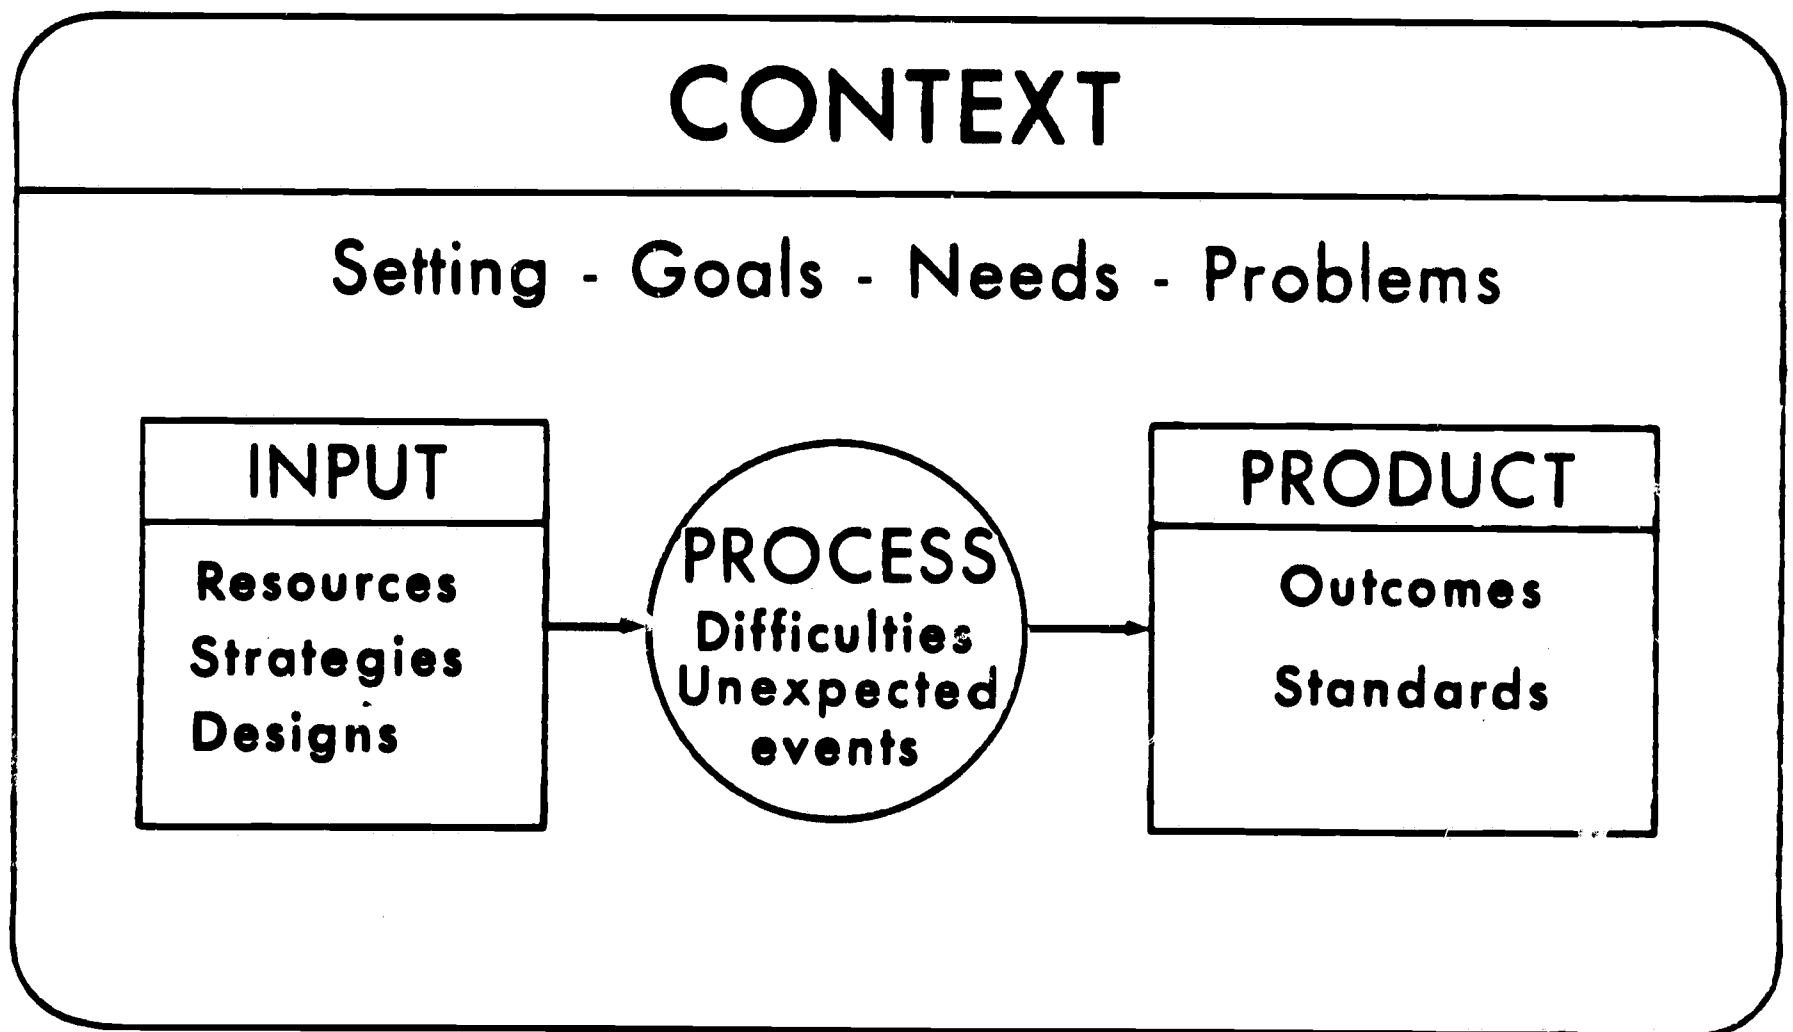 CONTEXT
Setting - Goals - Needs - Problems
INPUT
Resources
Strategies
Designs
PROCESS
Difficulties
Unexpected
events
PRODUCT
Outcomes
Standards